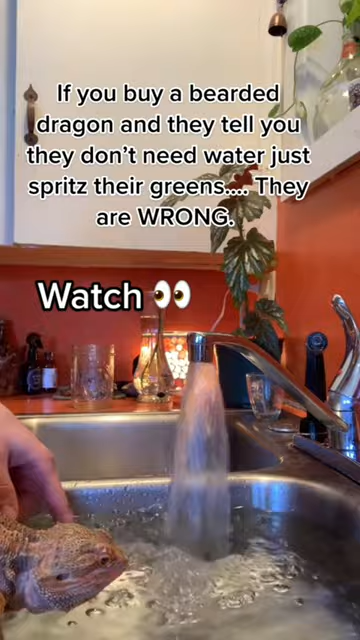 If you buy a bearded
dragon and they tell you
they don't need water just
spritz their greens.... They
are WRONG.
Watch 👀